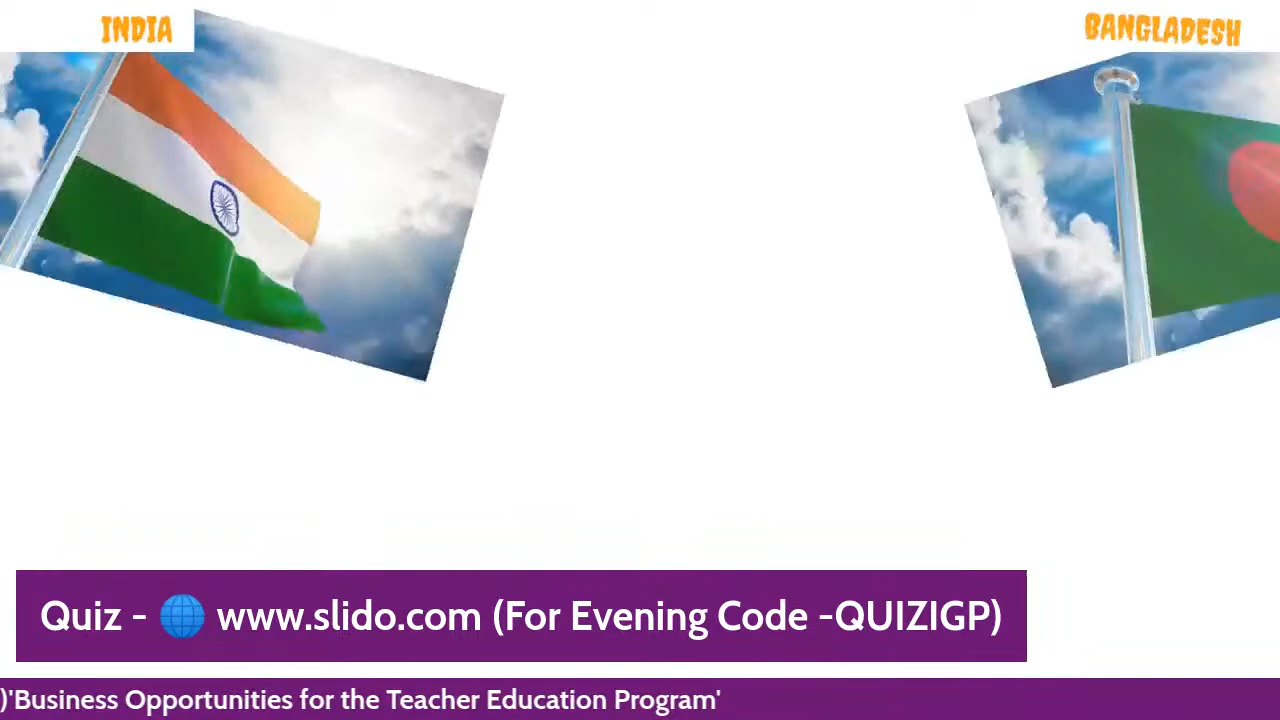 INDIA
BANGLADESH
Quiz - 🌐 www.slido.com (For Evening Code -QUIZIGP)
)'Business Opportunities for the Teacher Education Program'